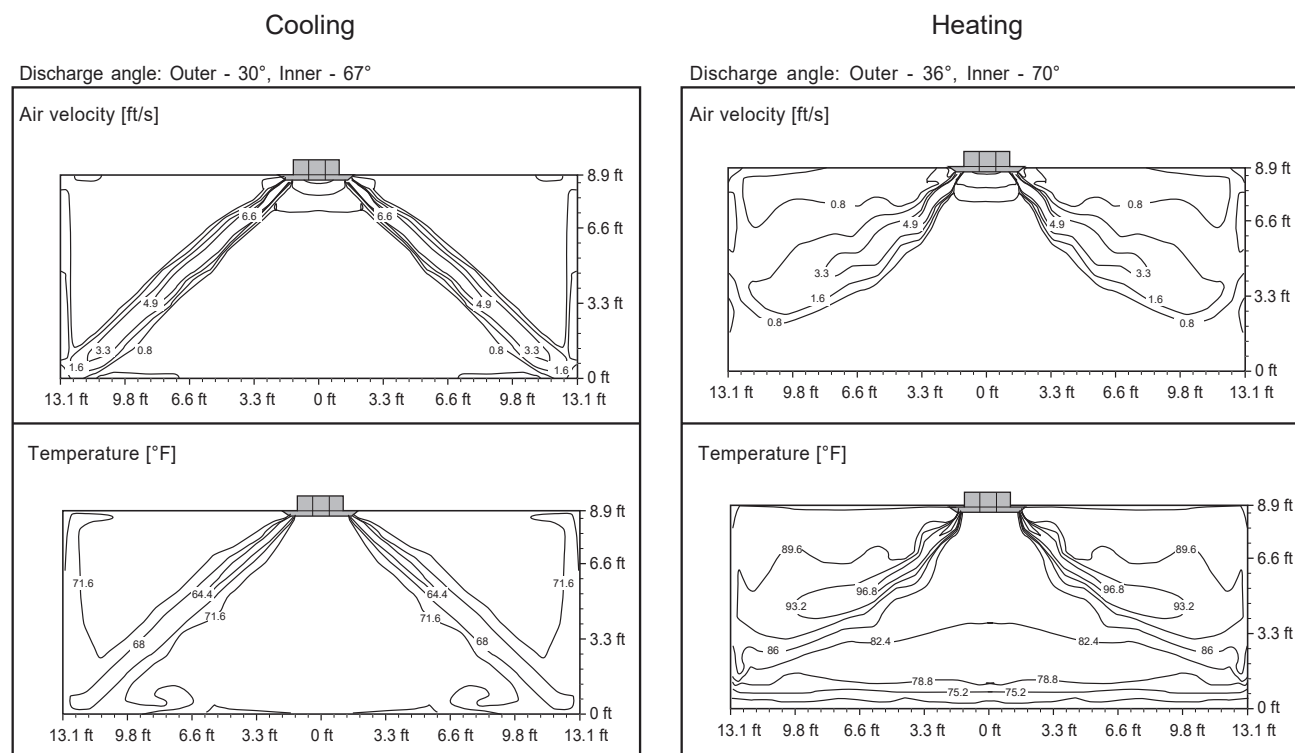 Cooling
Heating
Discharge angle: Outer - 30°, Inner - 67°
Discharge angle: Outer - 36°, Inner - 70°
Air velocity [ft/s]
8.9 ft
6.6
6.6
6.6 ft
4.9
4.9
3.3 ft
3.3
0.8
0.8
3.3
1.6
1.6
0 ft
13.1 ft 9.8 ft 6.6 ft 3.3 ft 0 ft 3.3 ft 6.6 ft 9.8 ft 13.1 ft
Air velocity [ft/s]
8.9 ft
0.8
0.8
4.9
4.9
6.6 ft
3.3
3.3
1.6
1.6
3.3 ft
0.8
0.8
0 ft
13.1 ft 9.8 ft 6.6 ft 3.3 ft 0 ft 3.3 ft 6.6 ft 9.8 ft 13.1 ft
Temperature [°F]
8.9 ft
6.6 ft
71.6
71.6
64.4
64.4
71.6
71.6
68
68
3.3 ft
0 ft
13.1 ft 9.8 ft 6.6 ft 3.3 ft 0 ft 3.3 ft 6.6 ft 9.8 ft 13.1 ft
Temperature [°F]
8.9 ft
89.6
89.6
6.6 ft
96.8
96.8
93.2
93.2
82.4
82.4
3.3 ft
86
86
78.8
78.8
75.2
75.2
0 ft
13.1 ft 9.8 ft 6.6 ft 3.3 ft 0 ft 3.3 ft 6.6 ft 9.8 ft 13.1 ft